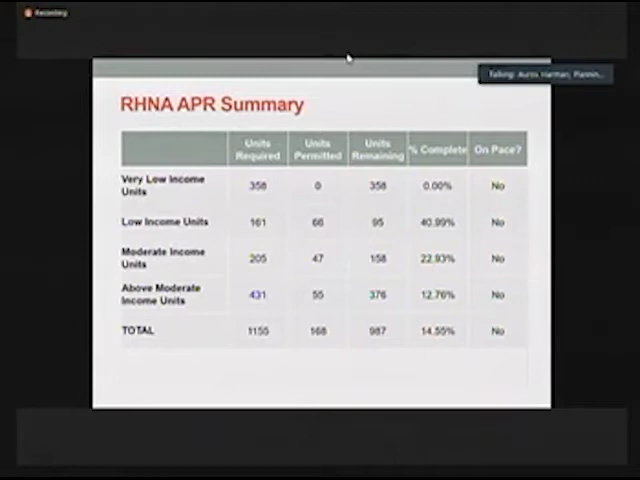 Recording
Talking:
RHNA APR Summary
Units Required Units Permitted Units Remaining % Complete On Pace?
Very Low Income Units 358 0 358 0.00% No
Low Income Units 161 66 95 40.99% No
Moderate Income Units 205 47 158 22.93% No
Above Moderate Income Units 431 55 376 12.76% No
TOTAL 1155 168 987 14.55% No